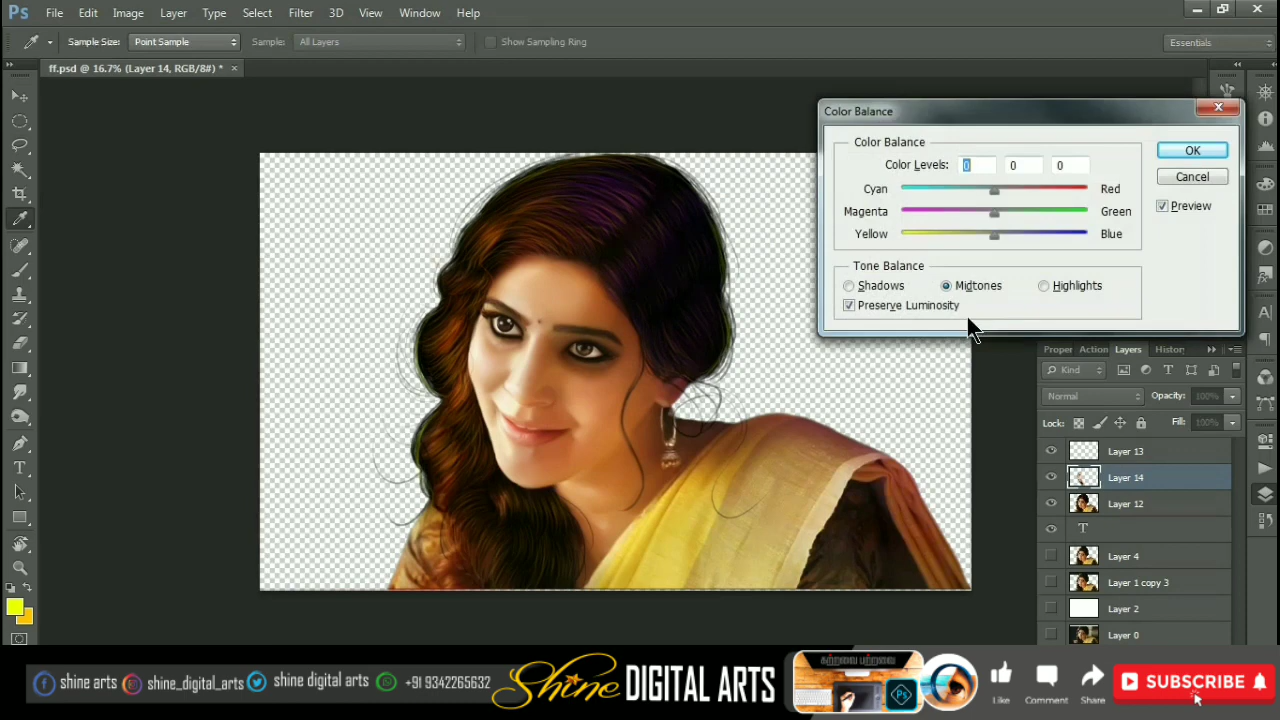 Ps File Edit Image Layer Type Select Filter 3D View Window Help
Sample Size: Point Sample Sample: All Layers Show Sampling Ring Essentials
ff.psd @ 16.7% (Layer 14, RGB/8#) * ×
Color Balance
Color Balance
OK
Color Levels: 0 0 0
Cancel
Cyan Red
Preview
Magenta Green
Yellow Blue
Tone Balance
Shadows Midtones Highlights
Preserve Luminosity
Proper Action Layers Histor
Kind
Normal Opacity: 100%
Lock: Fill: 100%
Layer 13
Layer 14
Layer 12
T
Layer 4
Layer 1 copy 3
Layer 2
Layer 0
shine arts shine_digital_arts shine digital arts +91 9342265632
Shine DIGITAL ARTS
கற்றவை பற்றவை
Ps
Like Comment Share
SUBSCRIBE